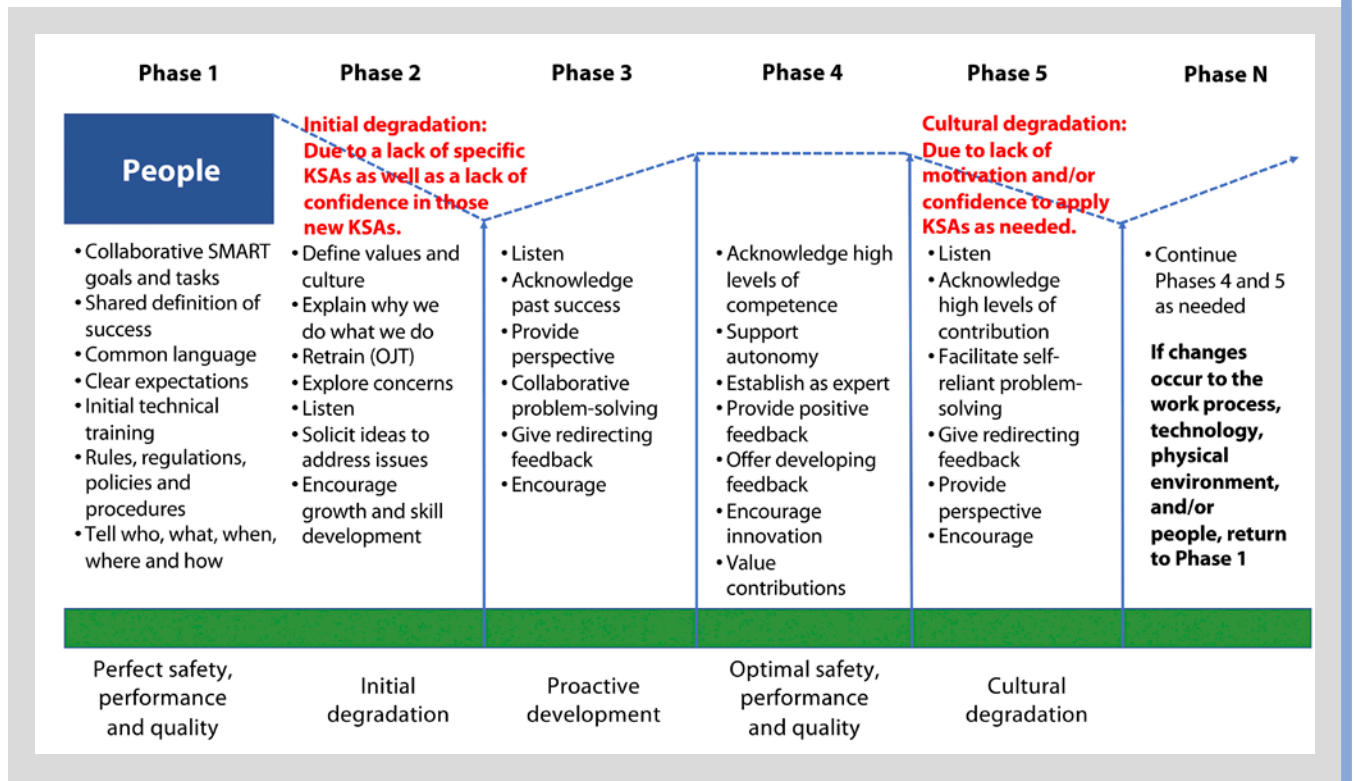 Phase 1
Phase 2
Phase 3
Phase 4
Phase 5
Phase N
People
• Collaborative SMART
goals and tasks
• Shared definition of
success
• Common language
• Clear expectations
• Initial technical
training
• Rules, regulations,
policies and
procedures
• Tell who, what, when,
where and how
Initial degradation:
Due to a lack of specific
KSAs as well as a lack of
confidence in those
new KSAs.
• Define values and
culture
• Explain why we
do what we do
• Retrain (OJT)
• Explore concerns
• Listen
• Solicit ideas to
address issues
• Encourage
growth and skill
development
• Listen
• Acknowledge
past success
• Provide
perspective
• Collaborative
problem-solving
• Give redirecting
feedback
• Encourage
• Acknowledge high
levels of
competence
• Support
autonomy
• Establish as expert
• Provide positive
feedback
• Offer developing
feedback
• Encourage
innovation
• Value
contributions
Cultural degradation:
Due to lack of
motivation and/or
confidence to apply
KSAs as needed.
• Listen
• Acknowledge
high levels of
contribution
• Facilitate self-
reliant problem-
solving
• Give redirecting
feedback
• Provide
perspective
• Encourage
• Continue
Phases 4 and 5
as needed
If changes
occur to the
work process,
technology,
physical
environment,
and/or
people, return
to Phase 1
Perfect safety,
performance
and quality
Initial
degradation
Proactive
development
Optimal safety,
performance
and quality
Cultural
degradation